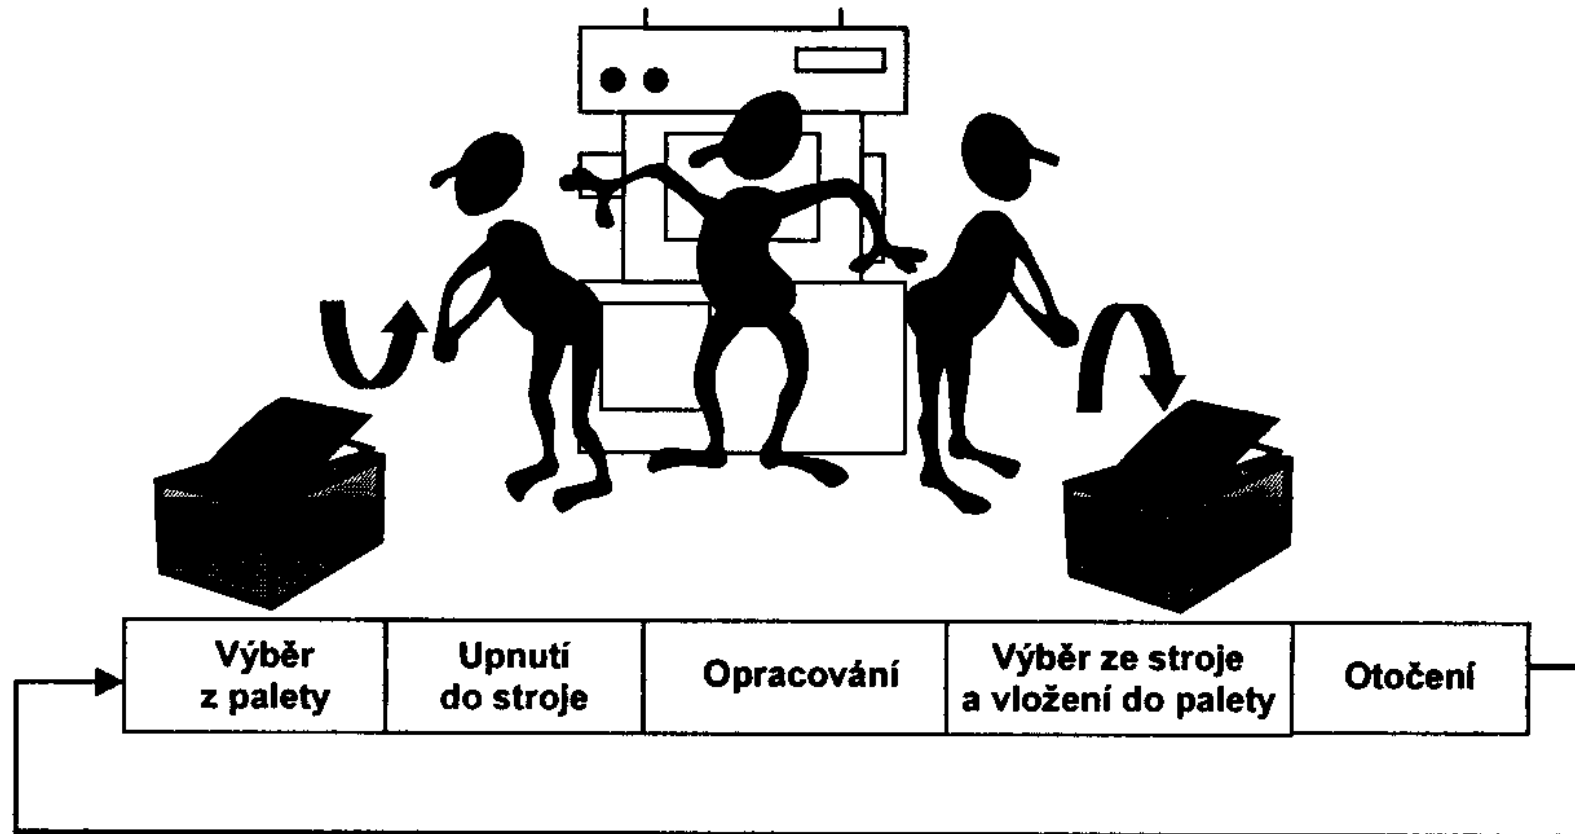 Výběr
z palety
Upnutí
do stroje
Opracování
Výběr ze stroje
a vložení do palety
Otočení